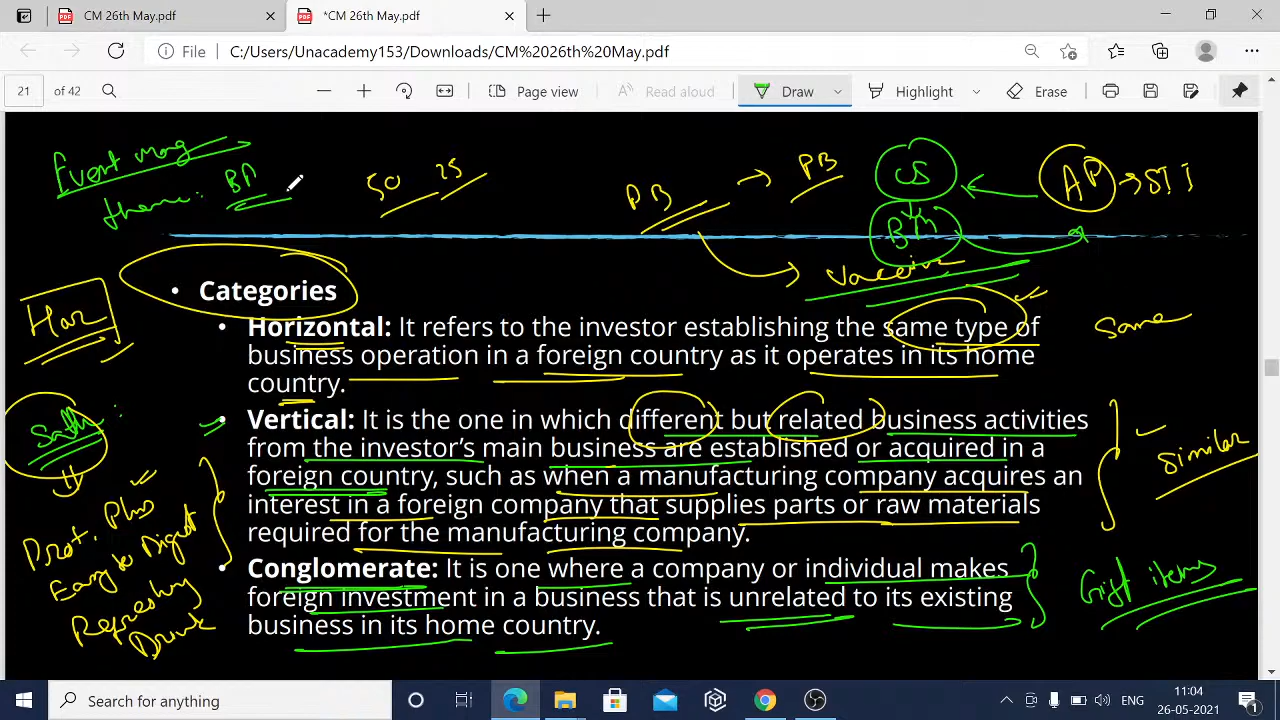 CM 26th May.pdf
*CM 26th May.pdf
File C:/Users/Unacademy153/Downloads/CM%2026th%20May.pdf
21 of 42
Page view
Read aloud
Draw
Highlight
Erase
Event mang
theme:
50 25
PB
PB
CS
AP
Vaccine
Categories
Horizontal: It refers to the investor establishing the same type of
business operation in a foreign country as it operates in its home
country.
Har
Same
Vertical: It is the one in which different but related business activities
from the investor's main business are established or acquired in a
foreign country, such as when a manufacturing company acquires an
interest in a foreign company that supplies parts or raw materials
required for the manufacturing company.
Similar
Prot. Plus
Easy to Digest
Refreshing
Drink
Conglomerate: It is one where a company or individual makes
foreign investment in a business that is unrelated to its existing
business in its home country.
Gift items
Search for anything
ENG
11:04
26-05-2021